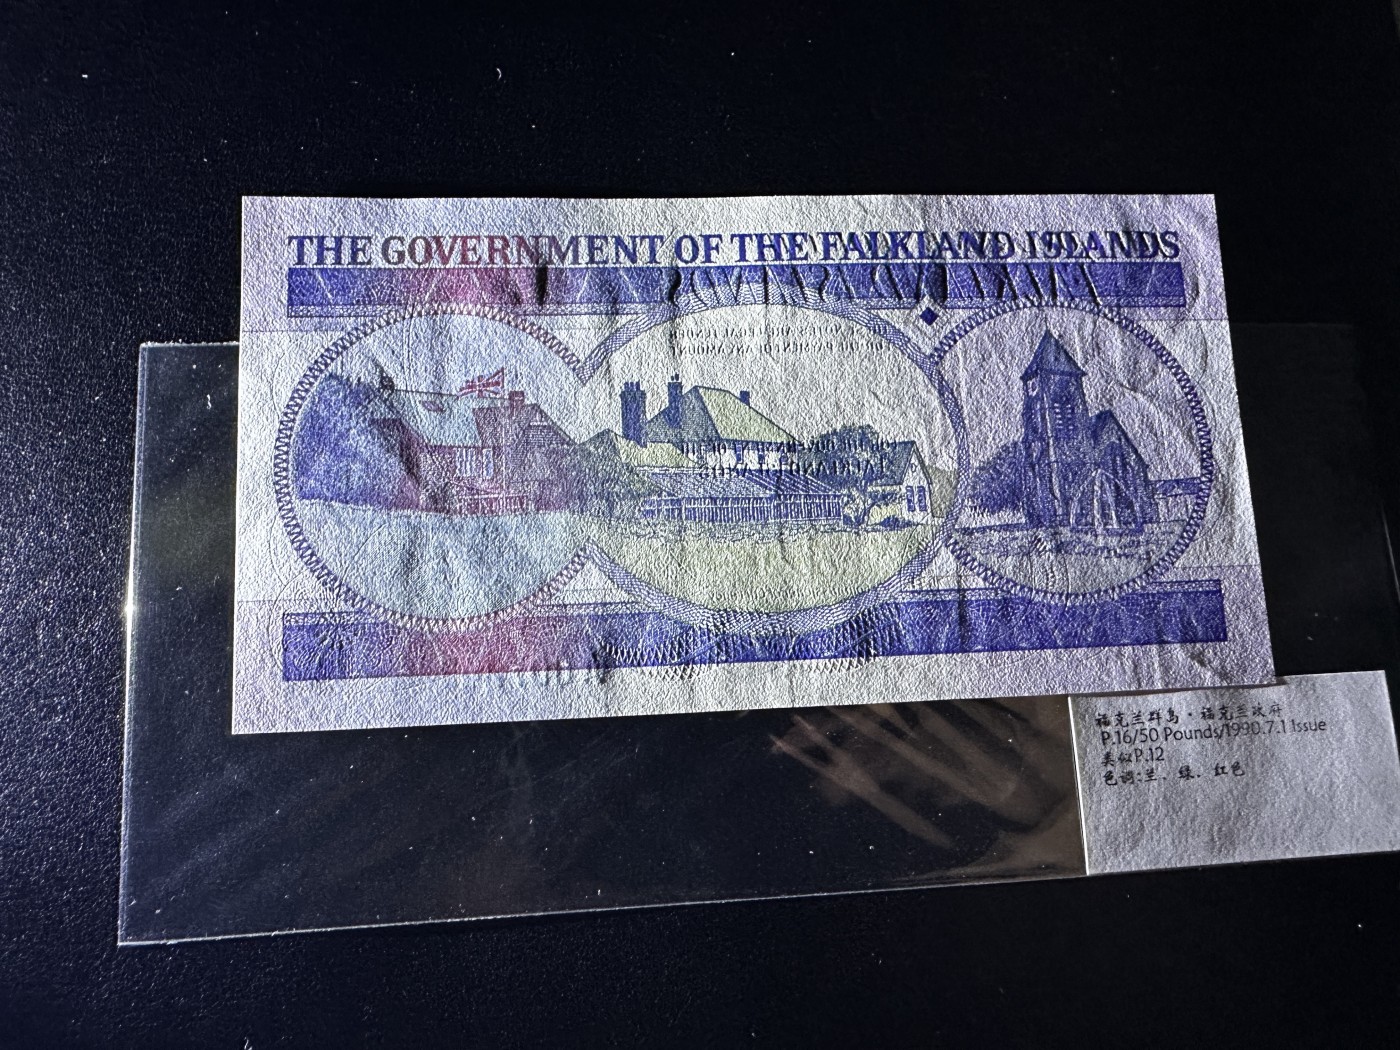 THE GOVERNMENT OF THE FALKLAND ISLANDS
福克兰群岛·福克兰政府
P.16/50 Pounds/1990.7.1 Issue
类似P.12
色调:兰、绿、红色